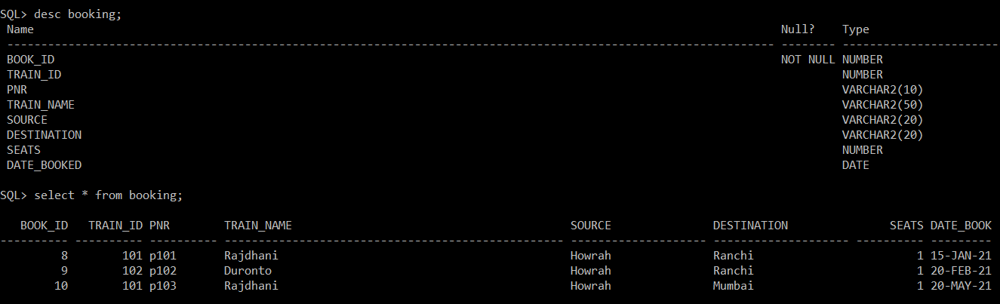 SQL> desc booking;
Name Null? Type
----------------------------------------------------------------------------------------------------------------- -------- -----------------------
BOOK_ID NOT NULL NUMBER
TRAIN_ID NUMBER
PNR VARCHAR2(10)
TRAIN_NAME VARCHAR2(50)
SOURCE VARCHAR2(20)
DESTINATION VARCHAR2(20)
SEATS NUMBER
DATE_BOOKED DATE
SQL> select * from booking;
BOOK_ID TRAIN_ID PNR TRAIN_NAME SOURCE DESTINATION SEATS DATE_BOOK
---------- ---------- ---------- -------------------------------------------------- -------------------- -------------------- ---------- ---------
8 101 p101 Rajdhani Howrah Ranchi 1 15-JAN-21
9 102 p102 Duronto Howrah Ranchi 1 20-FEB-21
10 101 p103 Rajdhani Howrah Mumbai 1 20-MAY-21